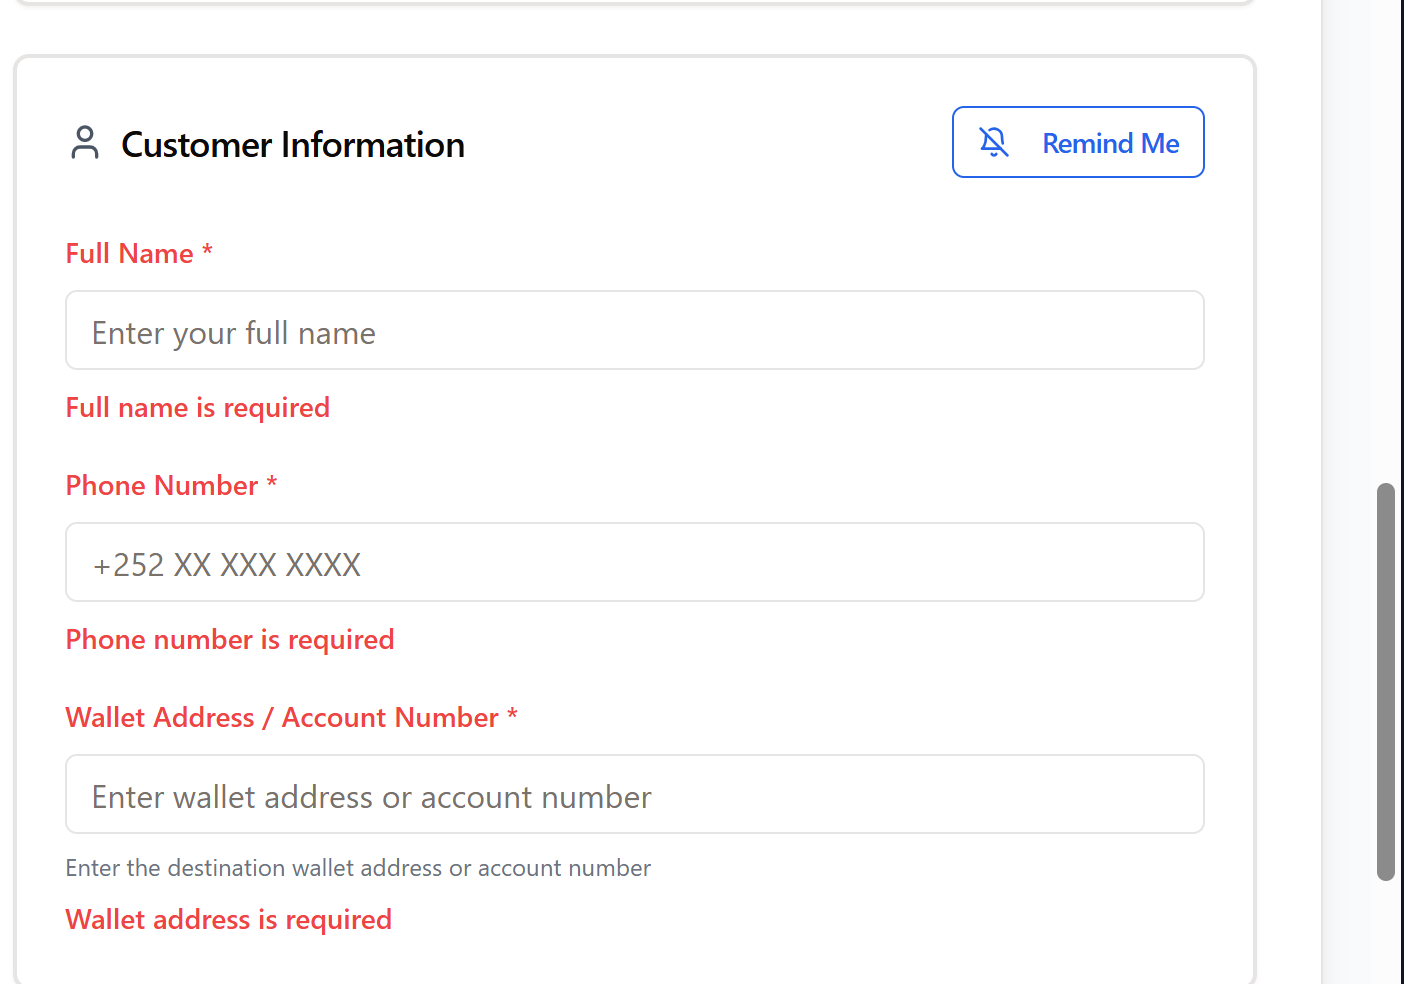 Customer Information
Remind Me
Full Name *
Enter your full name
Full name is required
Phone Number *
+252 XX XXX XXXX
Phone number is required
Wallet Address / Account Number *
Enter wallet address or account number
Enter the destination wallet address or account number
Wallet address is required